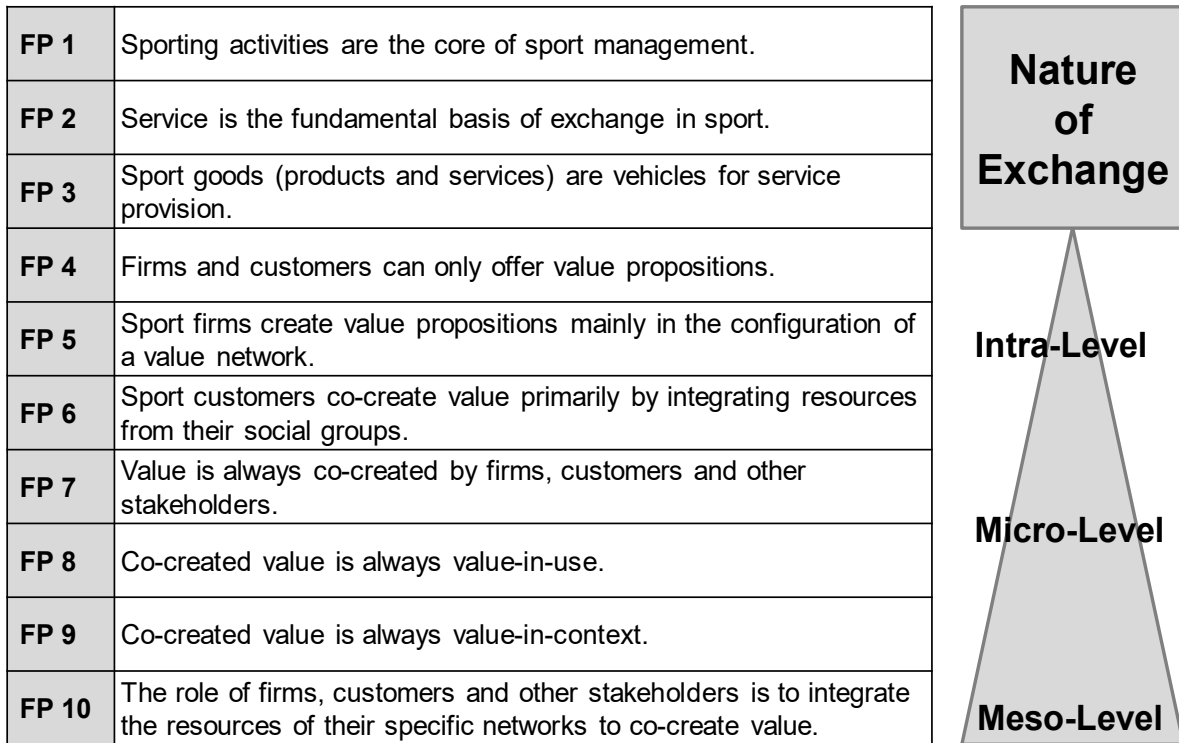 FP 1 Sporting activities are the core of sport management.
FP 2 Service is the fundamental basis of exchange in sport.
FP 3 Sport goods (products and services) are vehicles for service
provision.
FP 4 Firms and customers can only offer value propositions.
FP 5 Sport firms create value propositions mainly in the configuration of
a value network.
FP 6 Sport customers co-create value primarily by integrating resources
from their social groups.
FP 7 Value is always co-created by firms, customers and other
stakeholders.
FP 8 Co-created value is always value-in-use.
FP 9 Co-created value is always value-in-context.
FP 10 The role of firms, customers and other stakeholders is to integrate
the resources of their specific networks to co-create value.
Nature
of
Exchange
Intra-Level
Micro-Level
Meso-Level